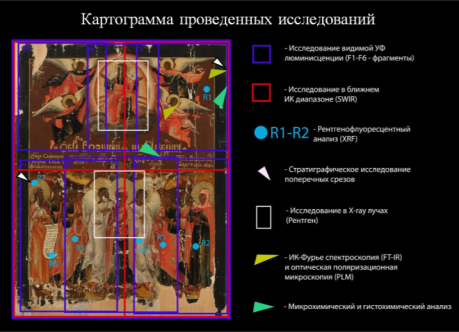 Картограмма проведенных исследований
- Исследование видимой УФ
люминисценции (F1-F6 - фрагменты)
- Исследование в ближнем
ИК диапазоне (SWIR)
R1-R2
- Рентгенофлуоресцентный
анализ (XRF)
- Стратиграфическое исследование
поперечных срезов
- Исследование в X-ray лучах
(Рентген)
- ИК-Фурье спектроскопия (FT-IR)
и оптическая поляризационная
микроскопия (PLM)
- Микрохимический и гистохимический анализ
R1
R2